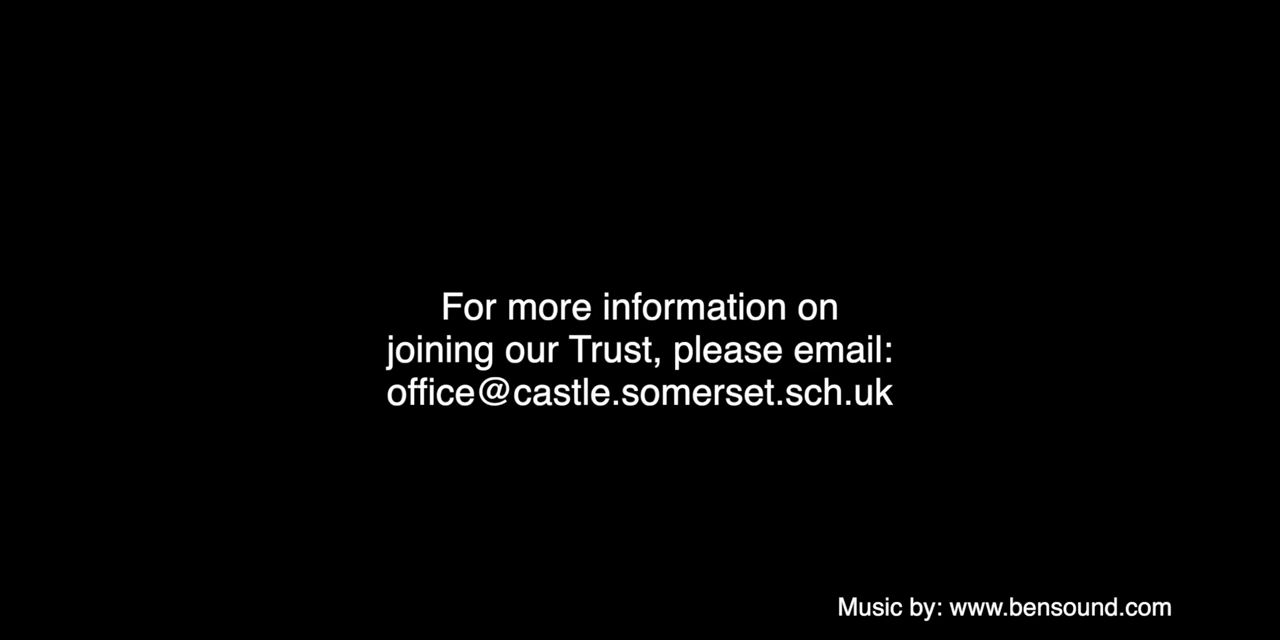 For more information on
joining our Trust, please email:
office@castle.somerset.sch.uk
Music by: www.bensound.com